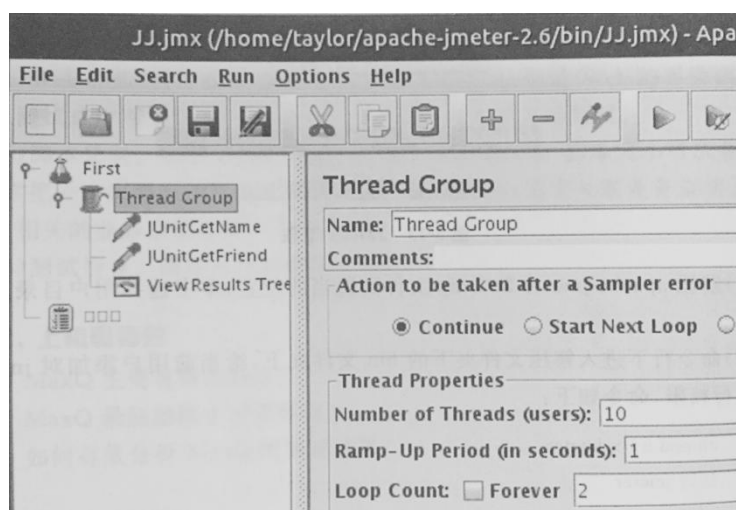 JJ.jmx (/home/taylor/apache-jmeter-2.6/bin/JJ.jmx) - Apa
File Edit Search Run Options Help
First
Thread Group
JUnitGetName
JUnitGetFriend
View Results Tree
Thread Group
Name: Thread Group
Comments:
Action to be taken after a Sampler error
Continue Start Next Loop
Thread Properties
Number of Threads (users): 10
Ramp-Up Period (in seconds): 1
Loop Count: Forever 2